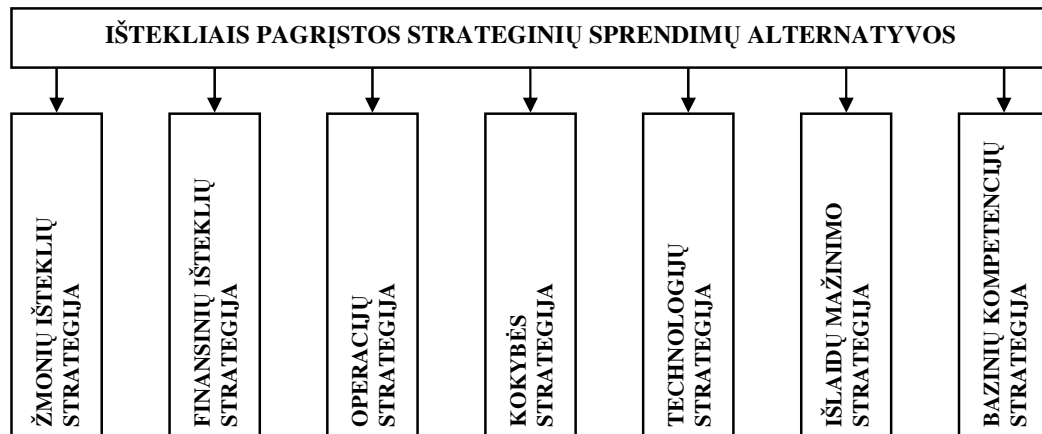 IŠTEKLIAIS PAGRĮSTOS STRATEGINIŲ SPRENDIMŲ ALTERNATYVOS
ŽMONIŲ IŠTEKLIŲ
STRATEGIJA
FINANSINIŲ IŠTEKLIŲ
STRATEGIJA
OPERACIJŲ
STRATEGIJA
KOKYBĖS
STRATEGIJA
TECHNOLOGIJŲ
STRATEGIJA
IŠLAIDŲ MAŽINIMO
STRATEGIJA
BAZINIŲ KOMPETENCIJŲ
STRATEGIJA